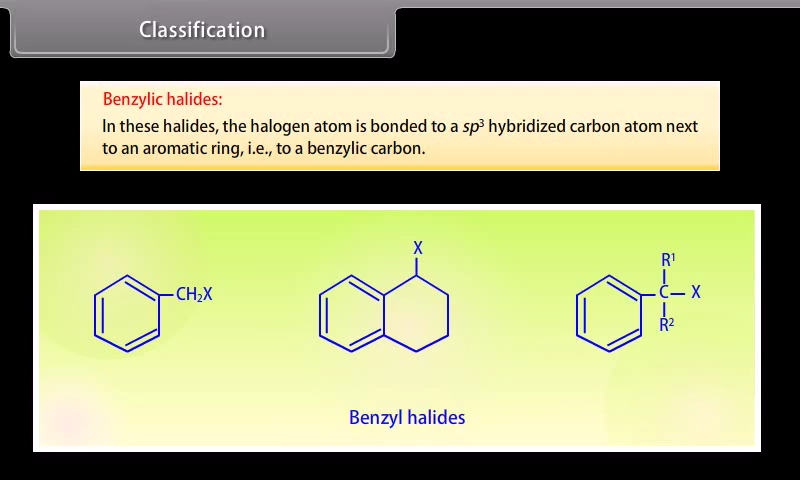 Classification
Benzylic halides:
In these halides, the halogen atom is bonded to a sp³ hybridized carbon atom next
to an aromatic ring, i.e., to a benzylic carbon.
CH₂X
X
R¹
C
X
R²
Benzyl halides